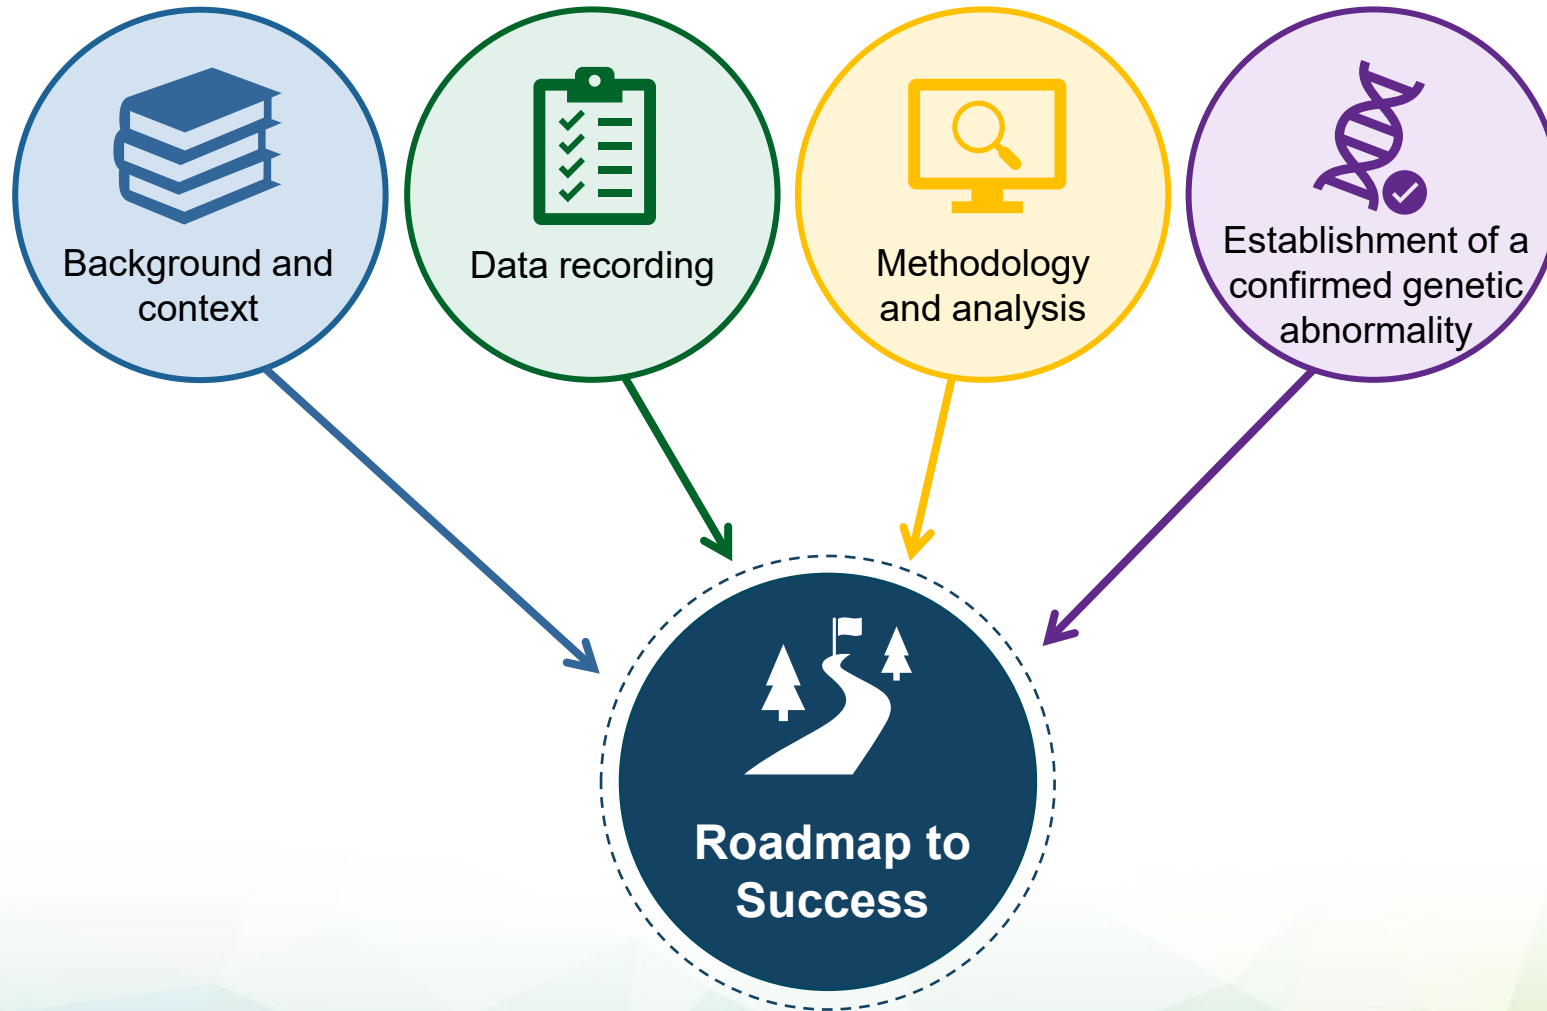 Background and
context
Data recording
Methodology
and analysis
Establishment of a
confirmed genetic
abnormality
Roadmap to
Success